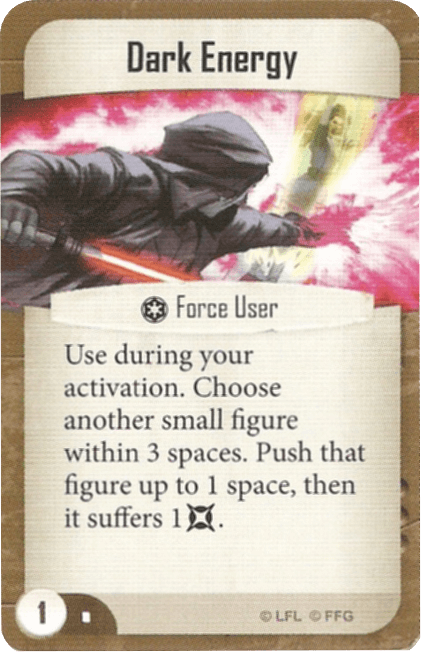 Dark Energy
Force User
Use during your
activation. Choose
another small figure
within 3 spaces. Push that
figure up to 1 space, then
it suffers 1 .
1
© LFL © FFG